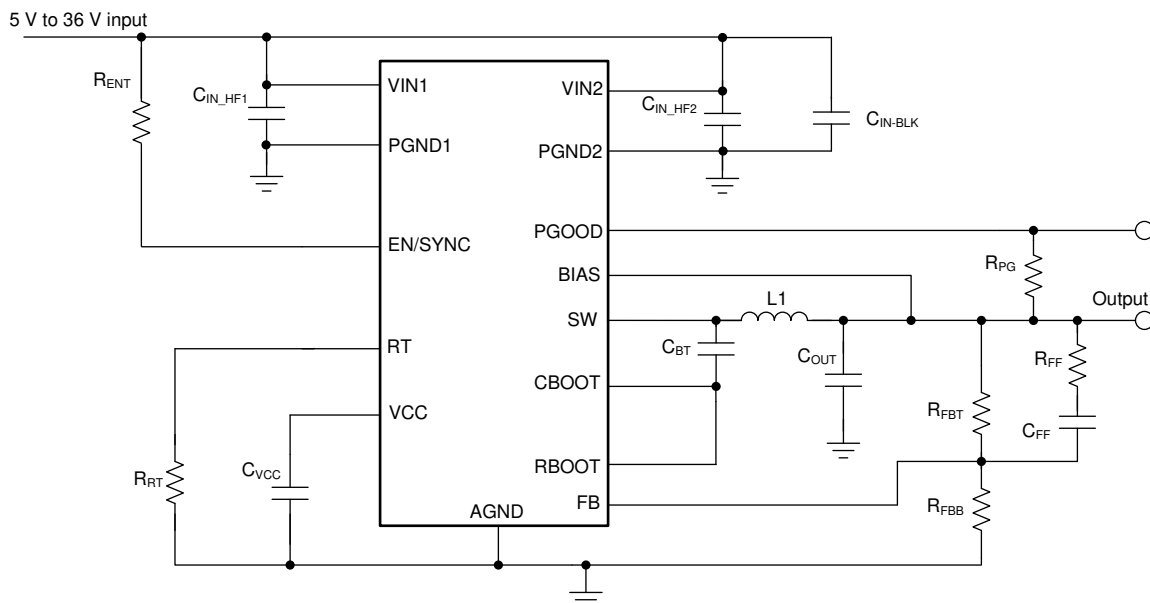 5 V to 36 V input
R_ENT
C_IN_HF1
VIN1
VIN2
C_IN_HF2
C_IN-BLK
PGND1
PGND2
PGOOD
EN/SYNC
BIAS
R_PG
L1
Output
SW
RT
C_BT
C_OUT
R_FF
CBOOT
R_FBT
VCC
C_FF
R_RT
C_VCC
RBOOT
FB
R_FBB
AGND